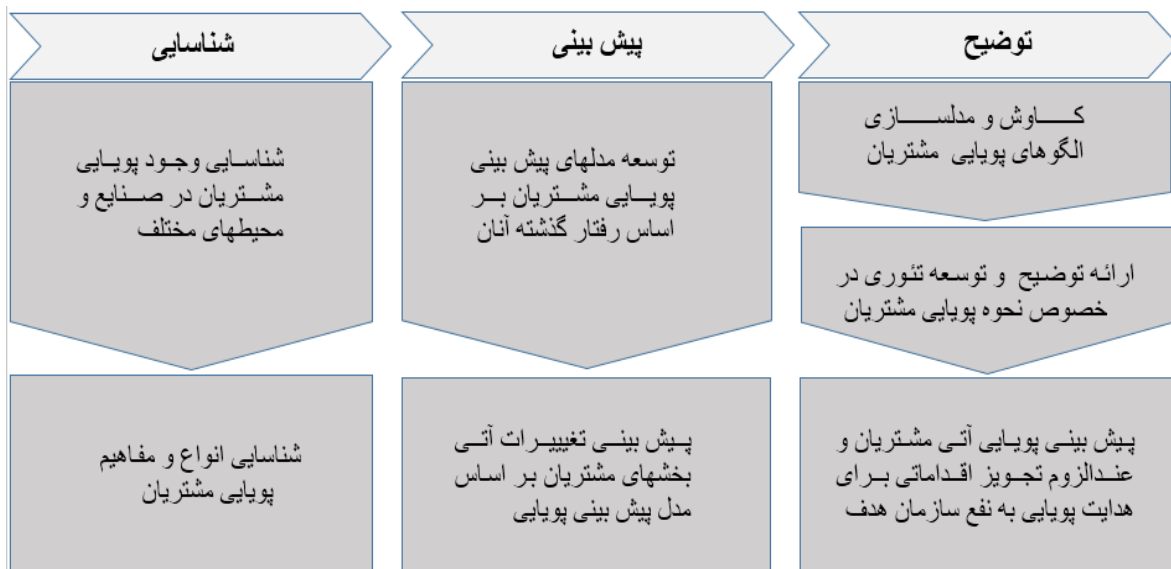 شناسایی
شناسایی وجود پویایی
مشتریان در صنایع و
محیطهای مختلف
شناسایی انواع و مفاهیم
پویایی مشتریان
پیش بینی
توسعه مدلهای پیش بینی
پویایی مشتریان بر
اساس رفتار گذشته آنان
پیش بینی تغییرات آتی
بخشهای مشتریان بر اساس
مدل پیش بینی پویایی
توضیح
کاوش و مدلسازی
الگوهای پویایی مشتریان
ارائه توضیح و توسعه تئوری در
خصوص نحوه پویایی مشتریان
پیش بینی پویایی آتی مشتریان و
عندالزوم تجویز اقداماتی برای
هدایت پویایی به نفع سازمان هدف